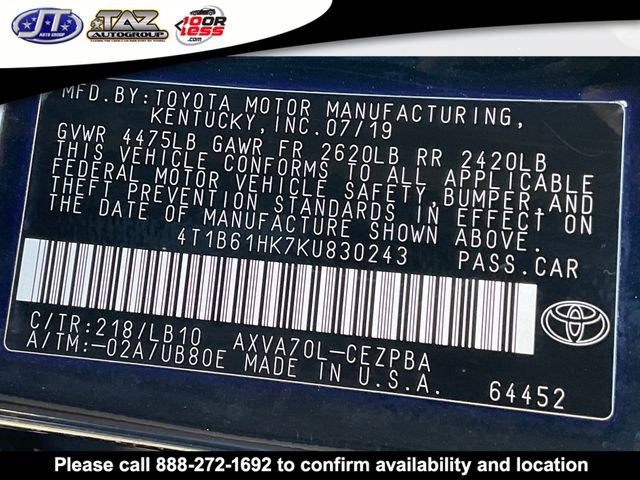 JT
AUTO GROUP
TAZ
AUTOGROUP
10OR
LESS.com
MFD.BY:TOYOTA MOTOR MANUFACTURING,
KENTUCKY,INC.07/19
GVWR 4475LB GAWR FR 2620LB RR 2420LB
THIS VEHICLE CONFORMS TO ALL APPLICABLE
FEDERAL MOTOR VEHICLE SAFETY,BUMPER,AND
THEFT PREVENTION STANDARDS IN EFFECT ON
THE DATE OF MANUFACTURE SHOWN ABOVE.
4T1B61HK7KU830243 PASS.CAR
C/TR:218/LB10 AXVA70L-CEZPBA
A/TM:-02A/UB80E MADE IN U.S.A.
64452
Please call 888-272-1692 to confirm availability and location